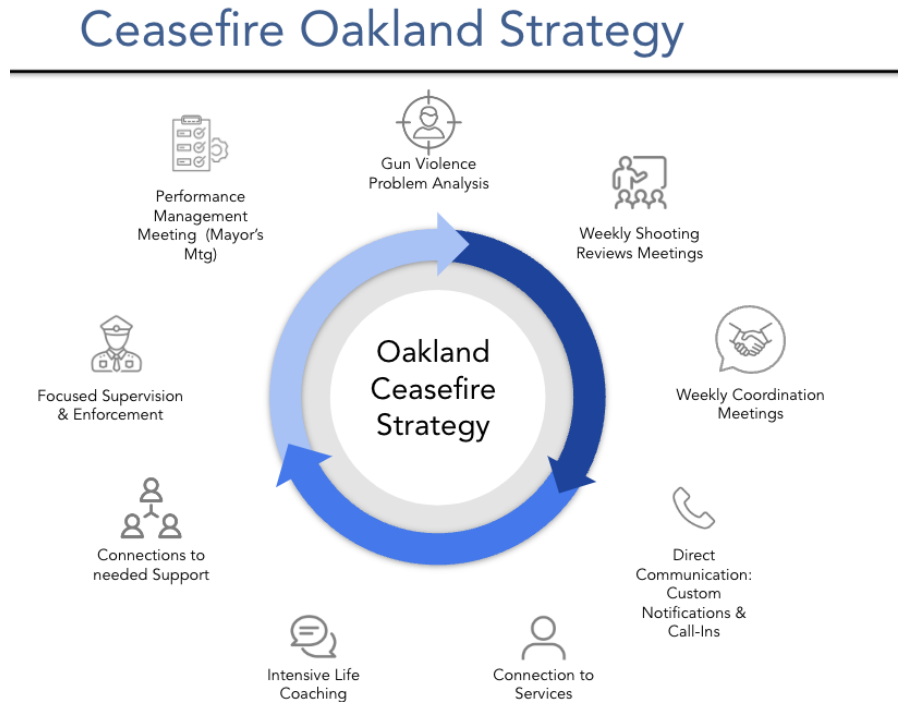 Ceasefire Oakland Strategy
Gun Violence
Problem Analysis
Weekly Shooting
Reviews Meetings
Weekly Coordination
Meetings
Direct
Communication:
Custom
Notifications &
Call-Ins
Connection to
Services
Intensive Life
Coaching
Connections to
needed Support
Focused Supervision
& Enforcement
Performance
Management
Meeting (Mayor's
Mtg)
Oakland
Ceasefire
Strategy